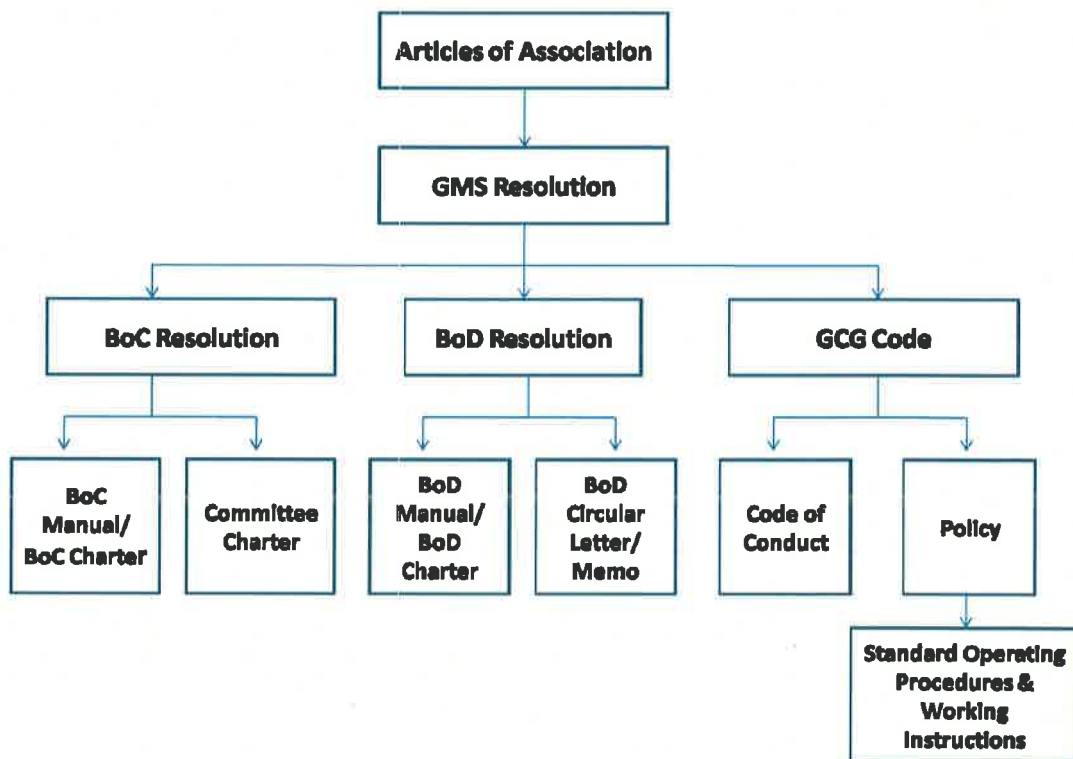 Articles of Association
GMS Resolution
BoC Resolution
BoD Resolution
GCG Code
BoC
Manual/
BoC Charter
Committee
Charter
BoD
Manual/
BoD
Charter
BoD
Circular
Letter/
Memo
Code of
Conduct
Policy
Standard Operating
Procedures &
Working
Instructions